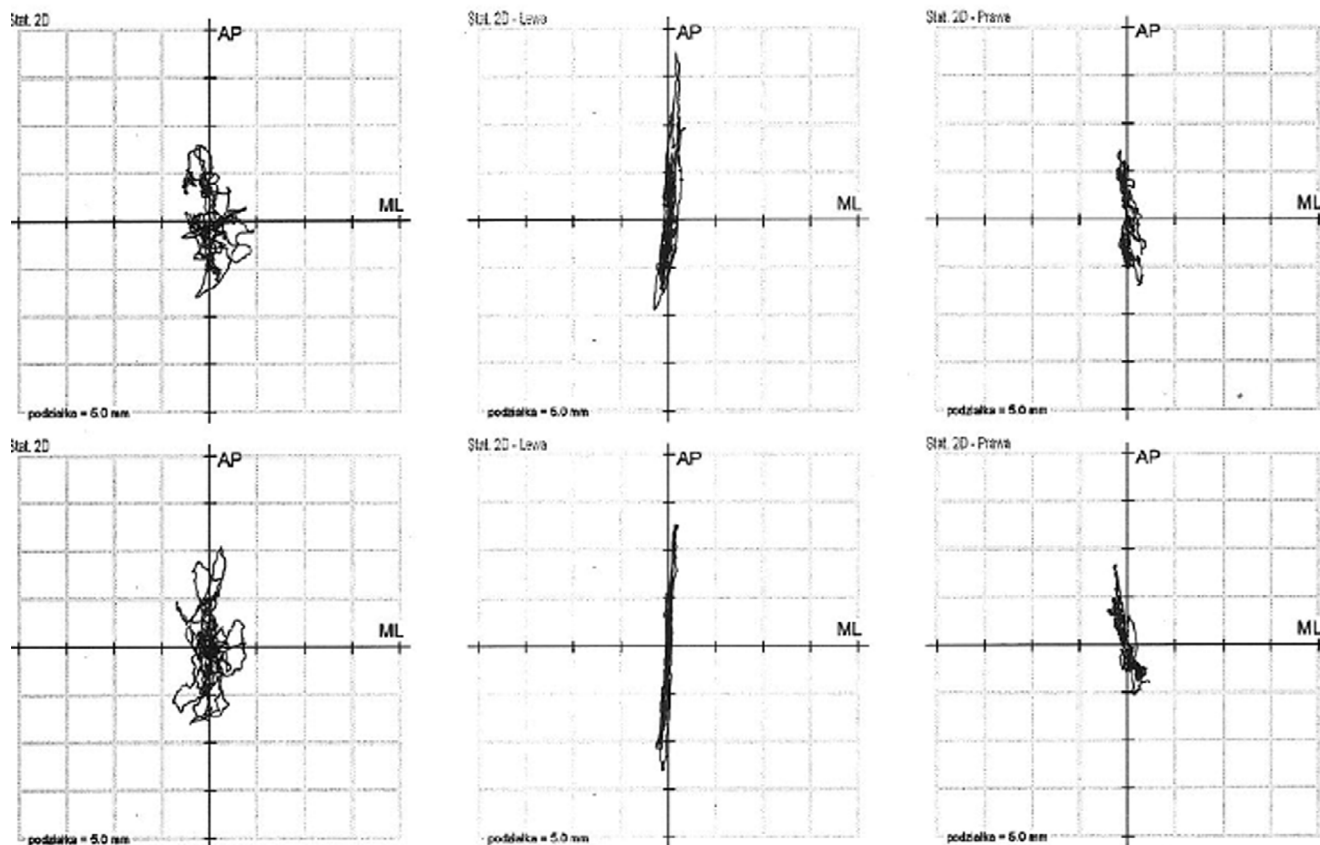 Stat. 2D
AP
ML
podziałka = 5.0 mm
Stat. 2D - Lewa
AP
ML
podziałka = 5.0 mm
Stat. 2D - Prawa
AP
ML
podziałka = 5.0 mm
Stat. 2D
AP
ML
podziałka = 5.0 mm
Stat. 2D - Lewa
AP
ML
podziałka = 5.0 mm
Stat. 2D - Prawa
AP
ML
podziałka = 5.0 mm